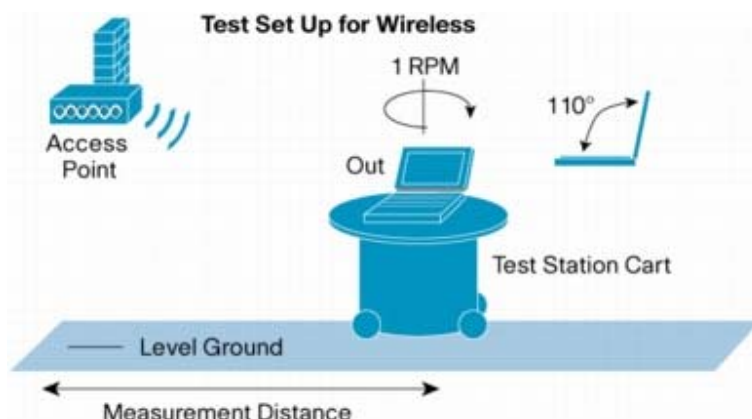 Test Set Up for Wireless
1 RPM
110°
Access
Point
Out
Test Station Cart
Level Ground
Measurement Distance